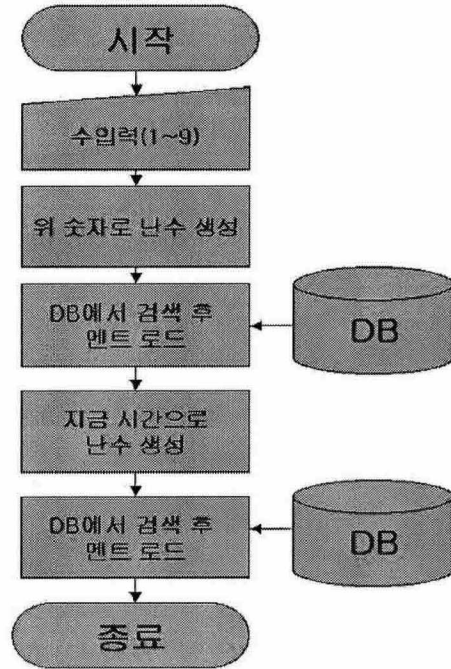 시작
수입력(1~9)
위 숫자로 난수 생성
DB에서 검색 후
멘트 로드
DB
지금 시간으로
난수 생성
DB에서 검색 후
멘트 로드
DB
종료